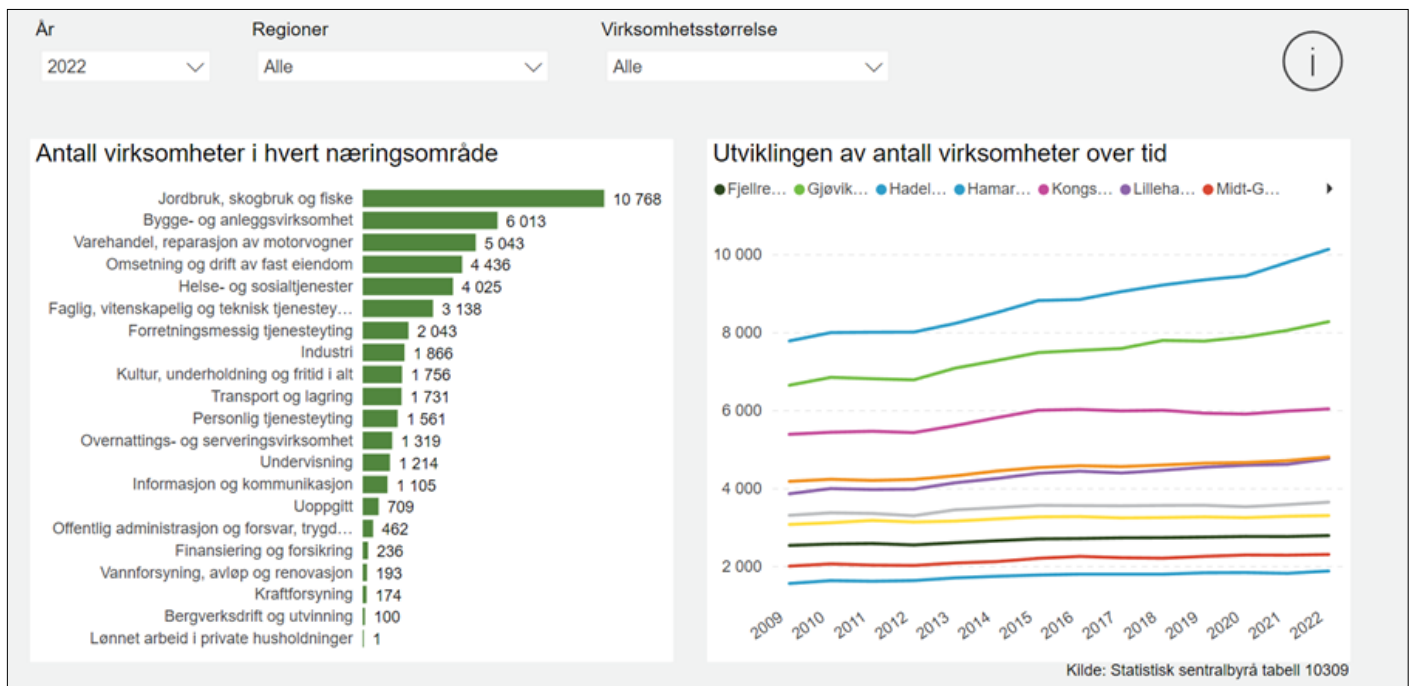 År
Regioner
Virksomhetsstørrelse
2022
Alle
Alle
i
Antall virksomheter i hvert næringsområde
Jordbruk, skogbruk og fiske 10 768
Bygge- og anleggsvirksomhet 6 013
Varehandel, reparasjon av motorvogner 5 043
Omsetning og drift av fast eiendom 4 436
Helse- og sosialtjenester 4 025
Faglig, vitenskapelig og teknisk tjenestey... 3 138
Forretningsmessig tjenesteyting 2 043
Industri 1 866
Kultur, underholdning og fritid i alt 1 756
Transport og lagring 1 731
Personlig tjenesteyting 1 561
Overnattings- og serveringsvirksomhet 1 319
Undervisning 1 214
Informasjon og kommunikasjon 1 105
Uoppgitt 709
Offentlig administrasjon og forsvar, trygd... 462
Finansiering og forsikring 236
Vannforsyning, avløp og renovasjon 193
Kraftforsyning 174
Bergverksdrift og utvinning 100
Lønnet arbeid i private husholdninger 1
Utviklingen av antall virksomheter over tid
Fjellre... Gjøvik... Hadel... Hamar... Kongs... Lilleha... Midt-G...
10 000
8 000
6 000
4 000
2 000
2009 2010 2011 2012 2013 2014 2015 2016 2017 2018 2019 2020 2021 2022
Kilde: Statistisk sentralbyrå tabell 10309